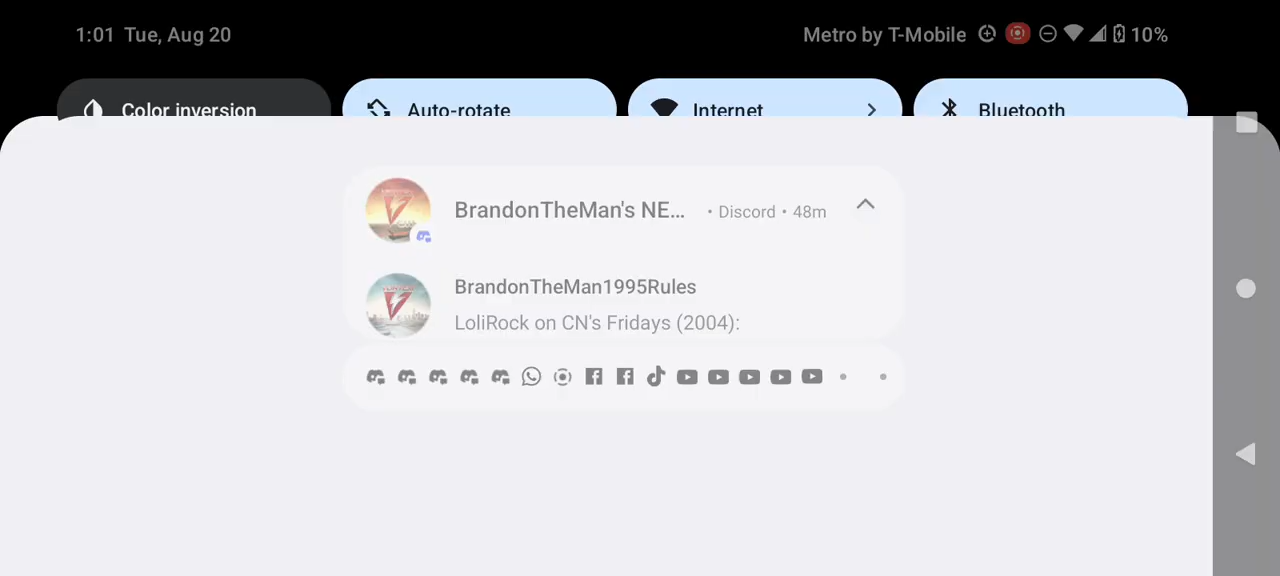 1:01 Tue, Aug 20
Metro by T-Mobile 10%
Color inversion
Auto-rotate
Internet
Bluetooth
BrandonTheMan's NE... • Discord • 48m
BrandonTheMan1995Rules
LoliRock on CN's Fridays (2004):